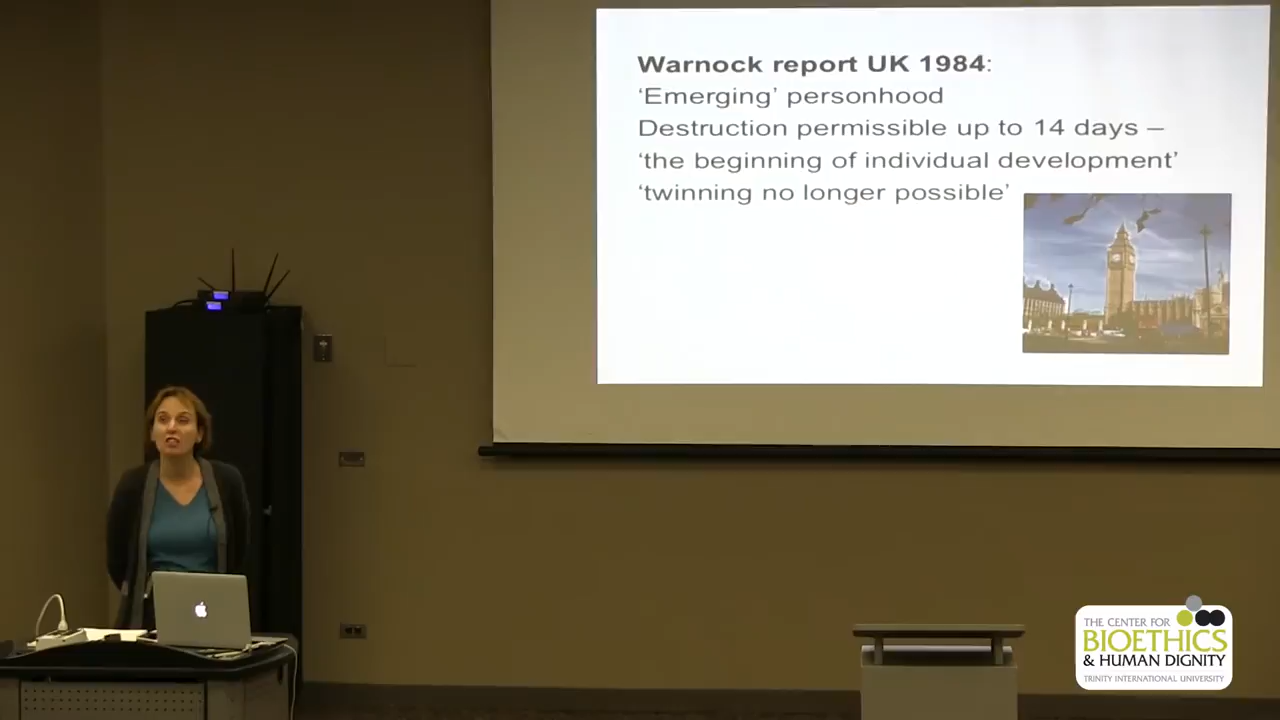 Warnock report UK 1984:
‘Emerging’ personhood
Destruction permissible up to 14 days –
‘the beginning of individual development’
‘twinning no longer possible’
THE CENTER FOR
BIOETHICS
& HUMAN DIGNITY
TRINITY INTERNATIONAL UNIVERSITY